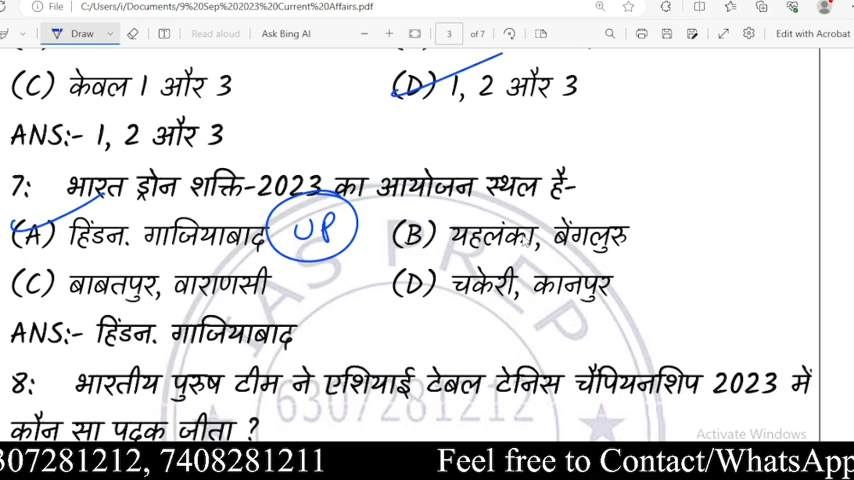 File C:/Users/i/Documents/9%20Sep%202023%20Current%20Affairs.pdf
Draw Read aloud Ask Bing AI 3 of 7 Edit with Acrobat
(C) केवल 1 और 3 (D) 1, 2 और 3
ANS:- 1, 2 और 3
7: भारत ड्रोन शक्ति-2023 का आयोजन स्थल है-
(A) हिंडन. गाजियाबाद UP (B) यहलंका, बेंगलुरु
(C) बाबतपुर, वाराणसी (D) चकेरी, कानपुर
ANS:- हिंडन. गाजियाबाद
8: भारतीय पुरुष टीम ने एशियाई टेबल टेनिस चैंपियनशिप 2023 में
कौन सा पदक जीता ?
IAS PREP
6307281212
Activate Windows
307281212, 7408281211 Feel free to Contact/WhatsApp